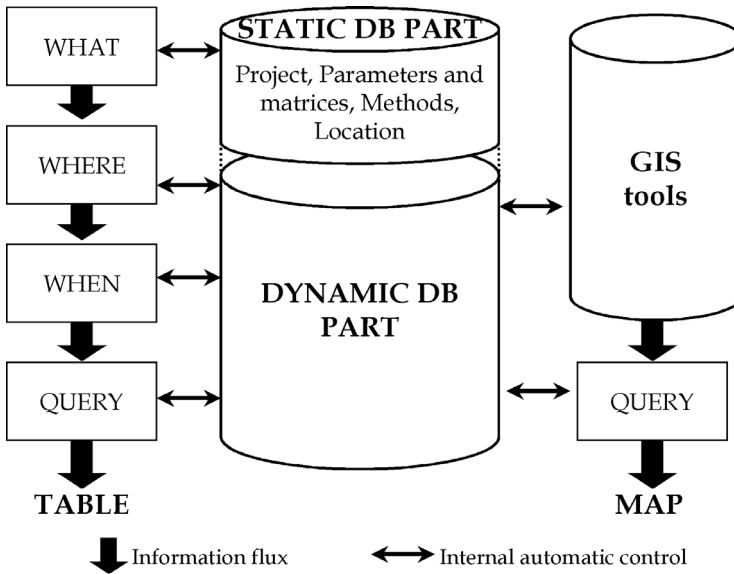 WHAT
WHERE
WHEN
QUERY
TABLE
STATIC DB PART
Project, Parameters and
matrices, Methods,
Location
DYNAMIC DB
PART
GIS
tools
QUERY
MAP
Information flux
Internal automatic control